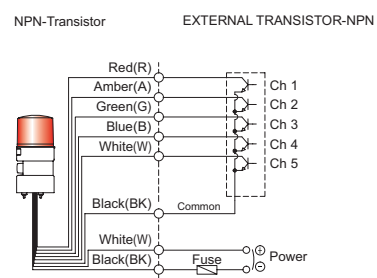 NPN-Transistor
EXTERNAL TRANSISTOR-NPN
Red(R)
Amber(A)
Ch 1
Green(G)
Ch 2
Blue(B)
Ch 3
White(W)
Ch 4
Ch 5
Black(BK)
Common
White(W)
Black(BK)
Fuse
Power